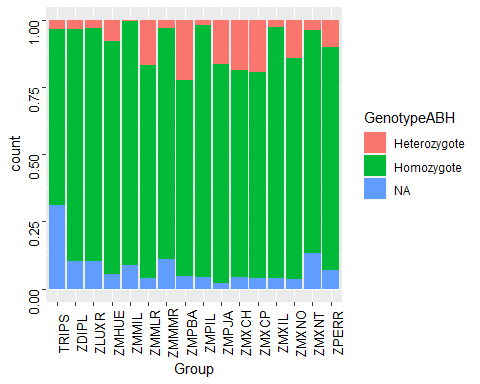 1.00
0.75
0.50
0.25
0.00
count
TRIPS
ZDIPL
ZLUXR
ZMHUE
ZMMIL
ZMMLR
ZMMMR
ZMPBA
ZMPIL
ZMPJA
ZMXCH
ZMXCP
ZMXIL
ZMXNO
ZMXNT
ZPERR
Group
GenotypeABH
Heterozygote
Homozygote
NA